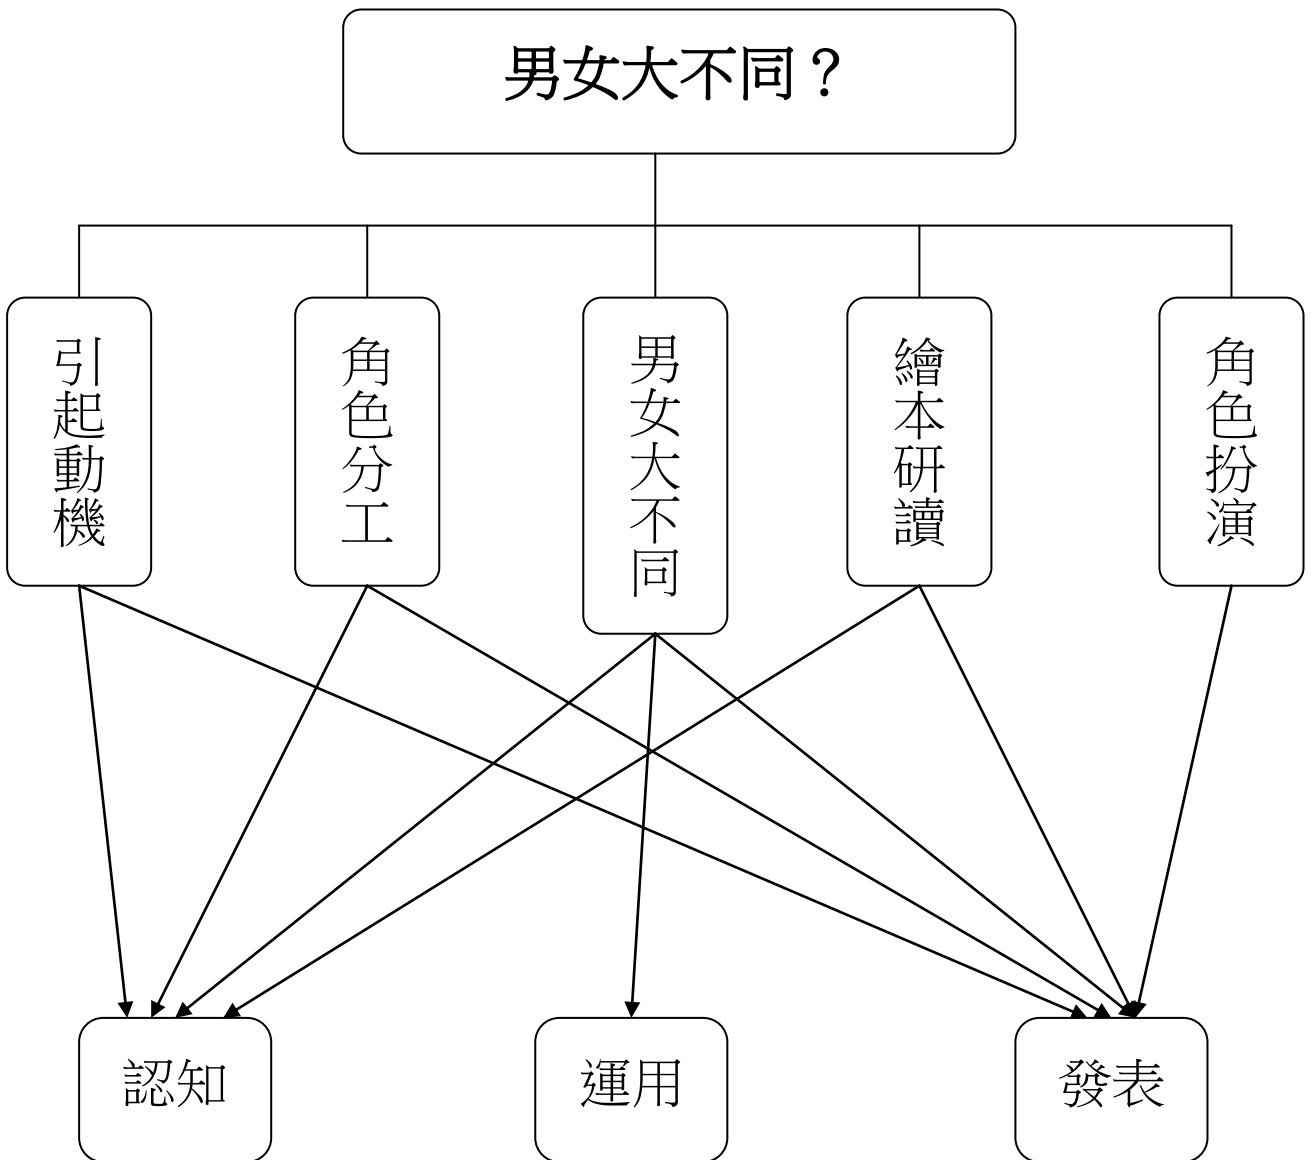 男女大不同？
引起動機
角色分工
男女大不同
繪本研讀
角色扮演
認知
運用
發表